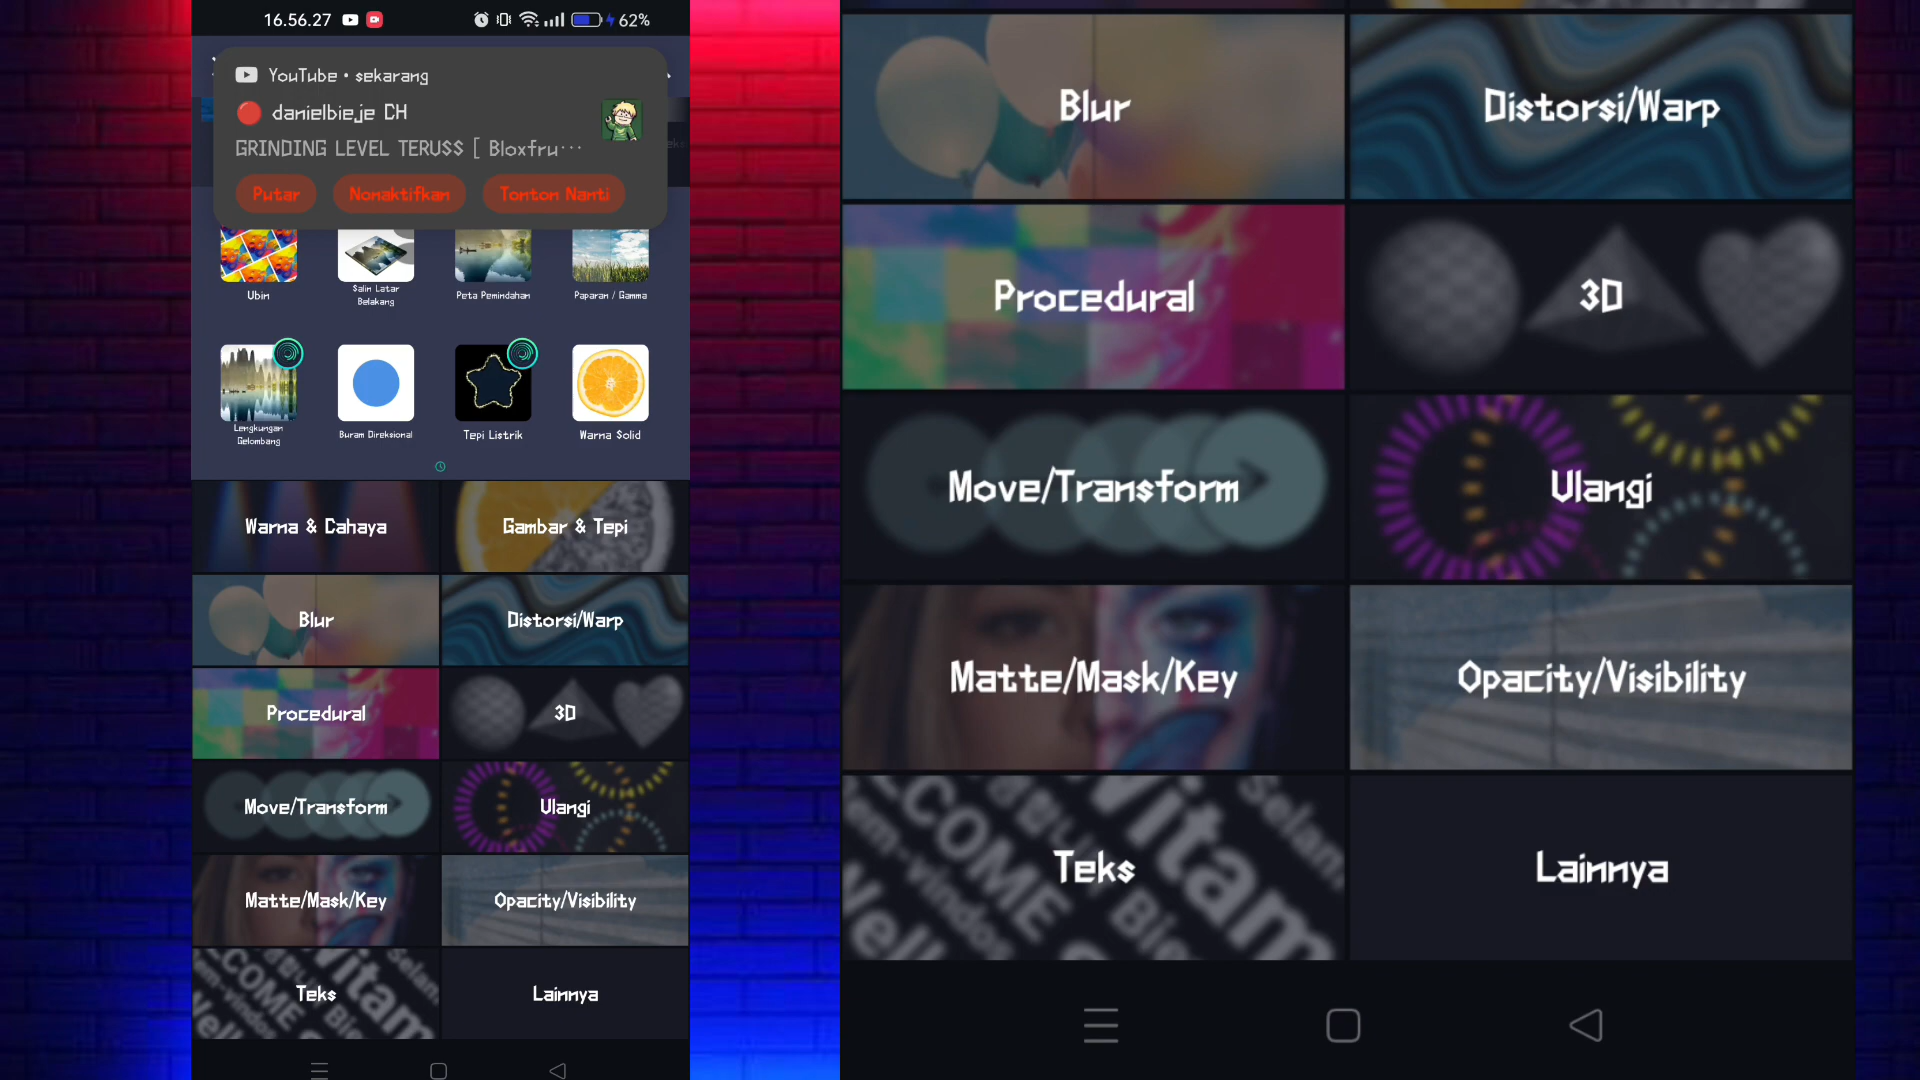 16.56.27
62%
YouTube • sekarang
danielbieje CH
GRINDING LEVEL TERU$$ [ Bloxfru...
Putar
Nonaktifkan
Tonton Nanti
Ubin
Salin Latar
Belakang
Peta Pemindahan
Paparan / Gamma
Lengkungan
Gelombang
Buram Direksional
Tepi Listrik
Warna Solid
Warna & Cahaya
Gambar & Tepi
Blur
Distorsi/Warp
Procedural
3D
Move/Transform
Ulangi
Matte/Mask/Key
Opacity/Visibility
Teks
Lainnya
Blur
Distorsi/Warp
Procedural
3D
Move/Transform
Ulangi
Matte/Mask/Key
Opacity/Visibility
Teks
Lainnya